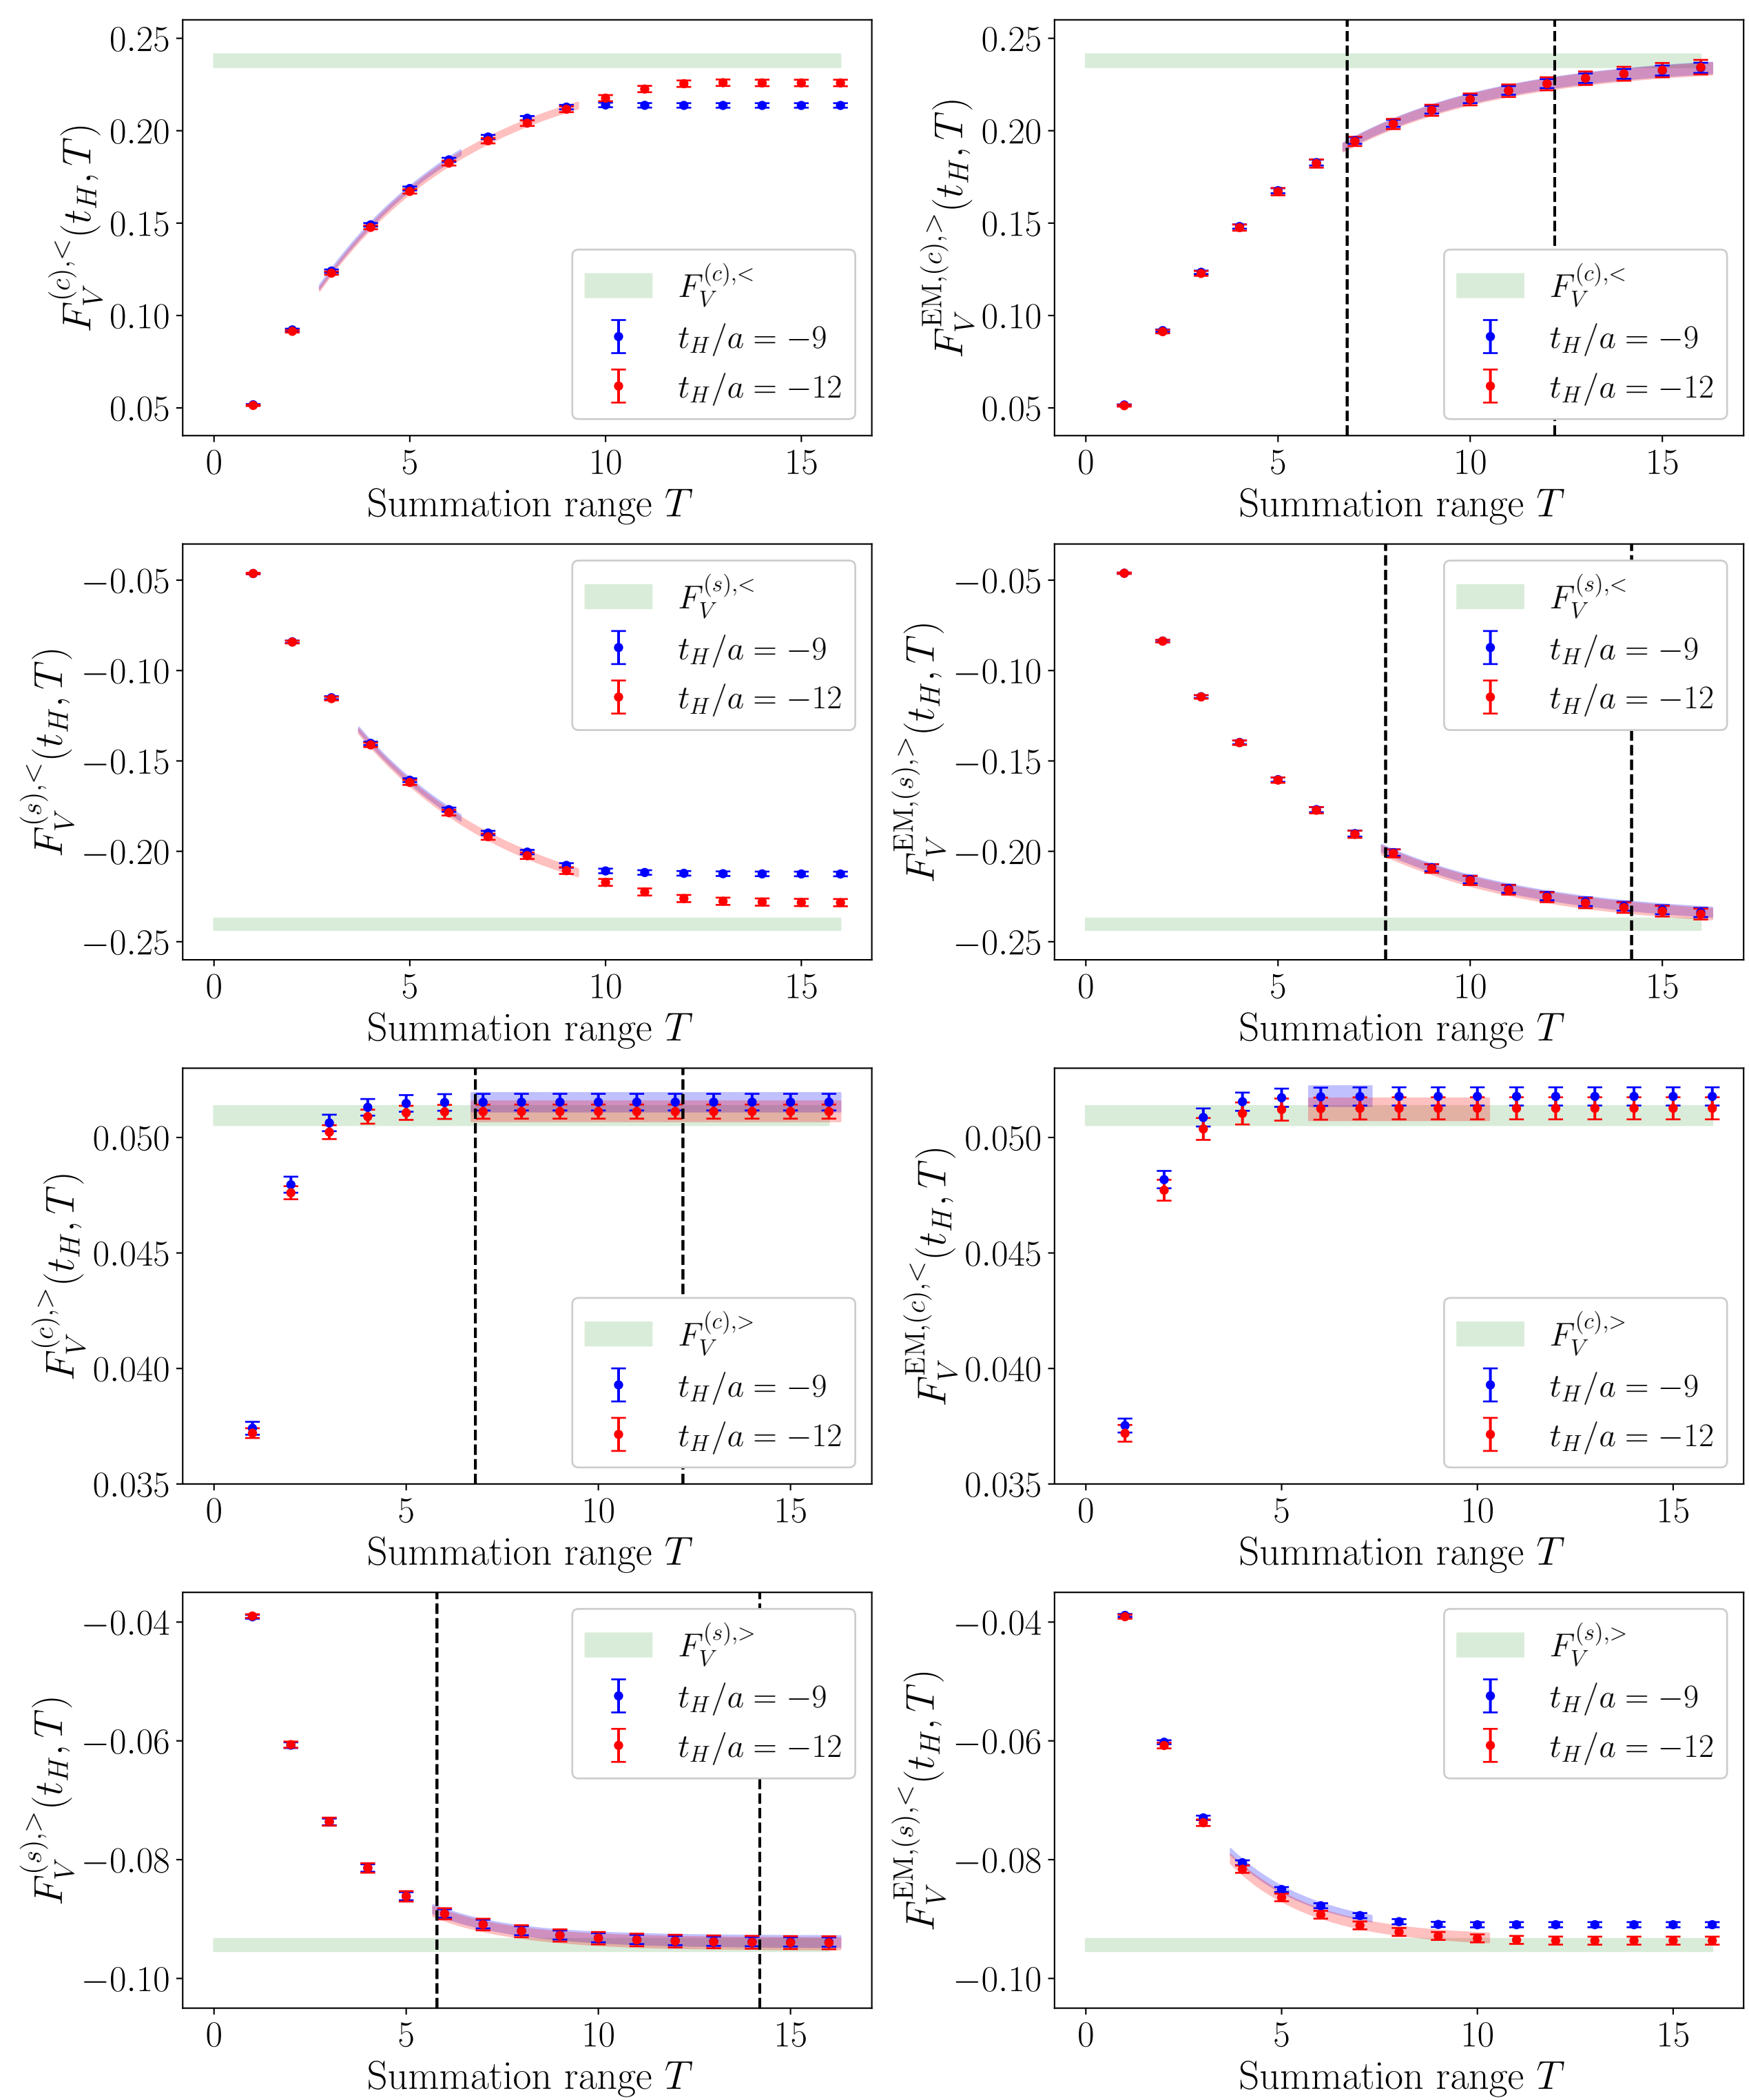 0.25
0.20
0.15
0.10
0.05
0 5 10 15
Summation range T
F_V^{(c),<}(t_H, T)
F_V^{(c),<}
t_H/a = −9
t_H/a = −12
0.25
0.20
0.15
0.10
0.05
0 5 10 15
Summation range T
F_V^{EM,(c),>}(t_H, T)
F_V^{(c),<}
t_H/a = −9
t_H/a = −12
−0.05
−0.10
−0.15
−0.20
−0.25
0 5 10 15
Summation range T
F_V^{(s),<}(t_H, T)
F_V^{(s),<}
t_H/a = −9
t_H/a = −12
−0.05
−0.10
−0.15
−0.20
−0.25
0 5 10 15
Summation range T
F_V^{EM,(s),>}(t_H, T)
F_V^{(s),<}
t_H/a = −9
t_H/a = −12
0.050
0.045
0.040
0.035
0 5 10 15
Summation range T
F_V^{(c),>}(t_H, T)
F_V^{(c),>}
t_H/a = −9
t_H/a = −12
0.050
0.045
0.040
0.035
0 5 10 15
Summation range T
F_V^{EM,(c),<}(t_H, T)
F_V^{(c),>}
t_H/a = −9
t_H/a = −12
−0.04
−0.06
−0.08
−0.10
0 5 10 15
Summation range T
F_V^{(s),>}(t_H, T)
F_V^{(s),>}
t_H/a = −9
t_H/a = −12
−0.04
−0.06
−0.08
−0.10
0 5 10 15
Summation range T
F_V^{EM,(s),<}(t_H, T)
F_V^{(s),>}
t_H/a = −9
t_H/a = −12